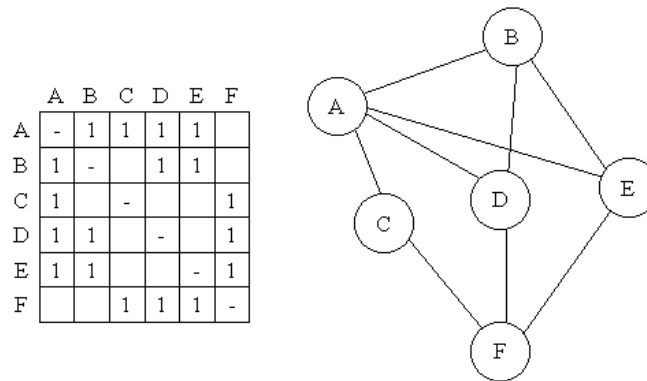 A B C D E F
A - 1 1 1 1
B 1 - 1 1
C 1 - 1
D 1 1 - 1
E 1 1 - 1
F 1 1 1 -
B
A
E
D
C
F